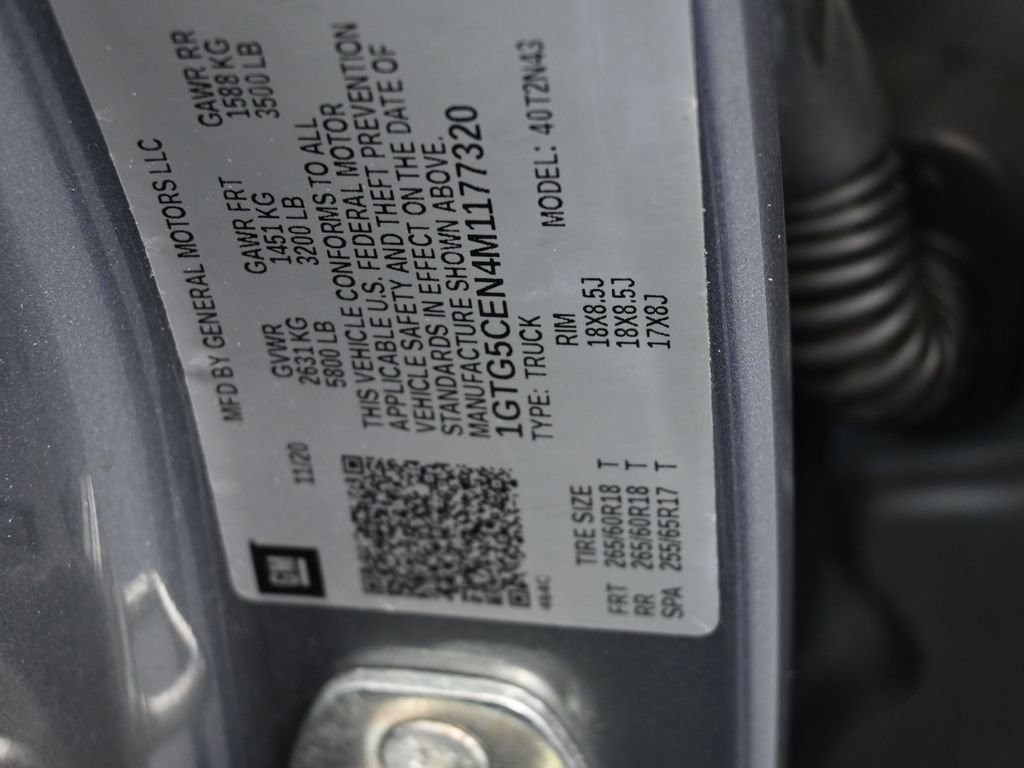 GM
MFD BY GENERAL MOTORS LLC
11/20
GVWR GAWR FRT GAWR RR
2631 KG 1451 KG 1588 KG
5800 LB 3200 LB 3500 LB
THIS VEHICLE CONFORMS TO ALL
APPLICABLE U.S. FEDERAL MOTOR
VEHICLE SAFETY AND THEFT PREVENTION
STANDARDS IN EFFECT ON THE DATE OF
MANUFACTURE SHOWN ABOVE.
1GTG5CEN4M1177320
TYPE: TRUCK MODEL: 40T2N43
464C
TIRE SIZE RIM
FRT 265/60R18 T 18X8.5J
RR 265/60R18 T 18X8.5J
SPA 255/65R17 T 17X8J